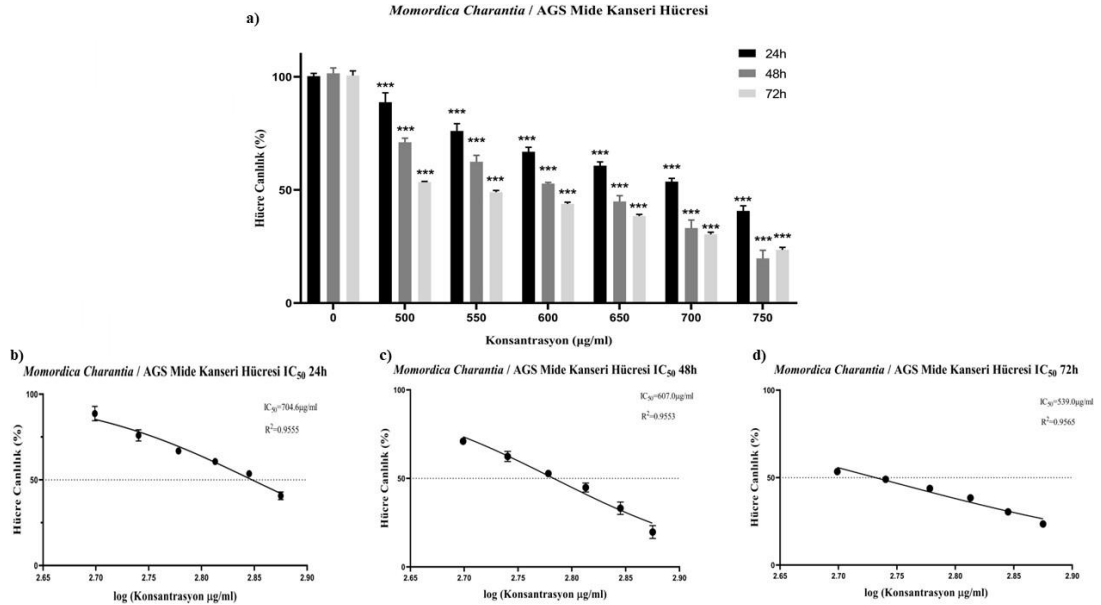 Momordica Charantia / AGS Mide Kanseri Hücresi
a)
24h
48h
72h
Hücre Canlılık (%)
100
50
0
*** *** ***
*** *** ***
*** *** ***
*** *** ***
*** *** ***
*** *** ***
0 500 550 600 650 700 750
Konsantrasyon (µg/ml)
b)
Momordica Charantia / AGS Mide Kanseri Hücresi IC50 24h
IC50=704.6µg/ml
R2=0.9555
Hücre Canlılık (%)
100
50
0
2.65 2.70 2.75 2.80 2.85 2.90
log (Konsantrasyon µg/ml)
c)
Momordica Charantia / AGS Mide Kanseri Hücresi IC50 48h
IC50=607.0µg/ml
R2=0.9553
Hücre Canlılık (%)
100
50
0
2.65 2.70 2.75 2.80 2.85 2.90
log (Konsantrasyon µg/ml)
d)
Momordica Charantia / AGS Mide Kanseri Hücresi IC50 72h
IC50=539.0µg/ml
R2=0.9565
Hücre Canlılık (%)
100
50
0
2.65 2.70 2.75 2.80 2.85 2.90
log (Konsantrasyon µg/ml)